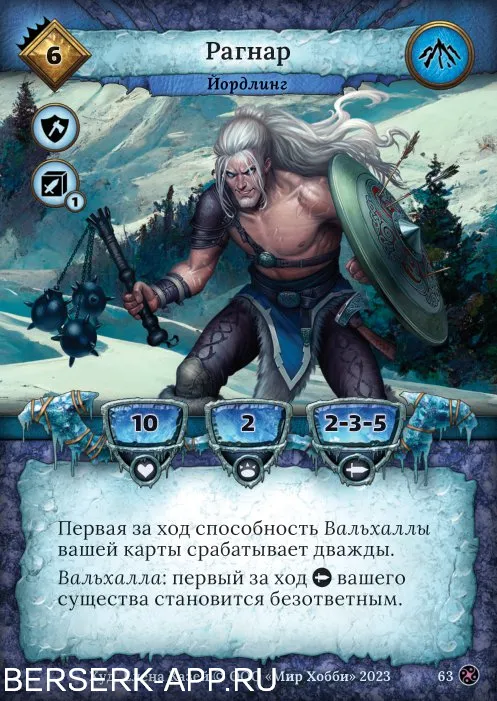 6
Рагнар
Йордлинг
1
10
2
2-3-5
Первая за ход способность Вальхаллы
вашей карты срабатывает дважды.
Вальхалла: первый за ход вашего
существа становится безответным.
ООО «Мир Хобби» 2023
63
BERSERK-APP.RU